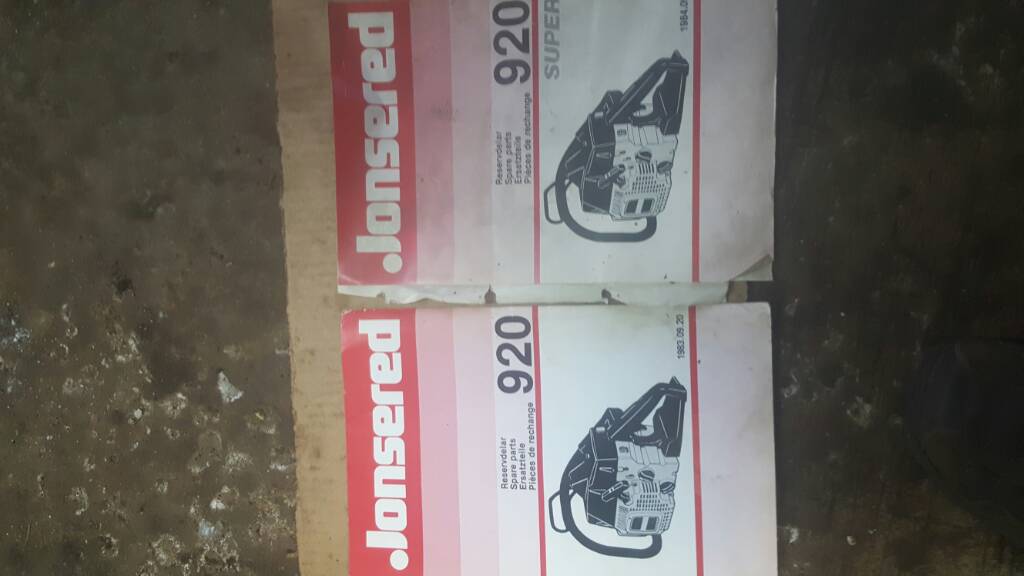 Jonsered
Reservdelar
Spare parts
Ersatzteile
Pièces de rechange
920
1983.09.20
Jonsered
Reservdelar
Spare parts
Ersatzteile
Pièces de rechange
920
SUPER
1984.0